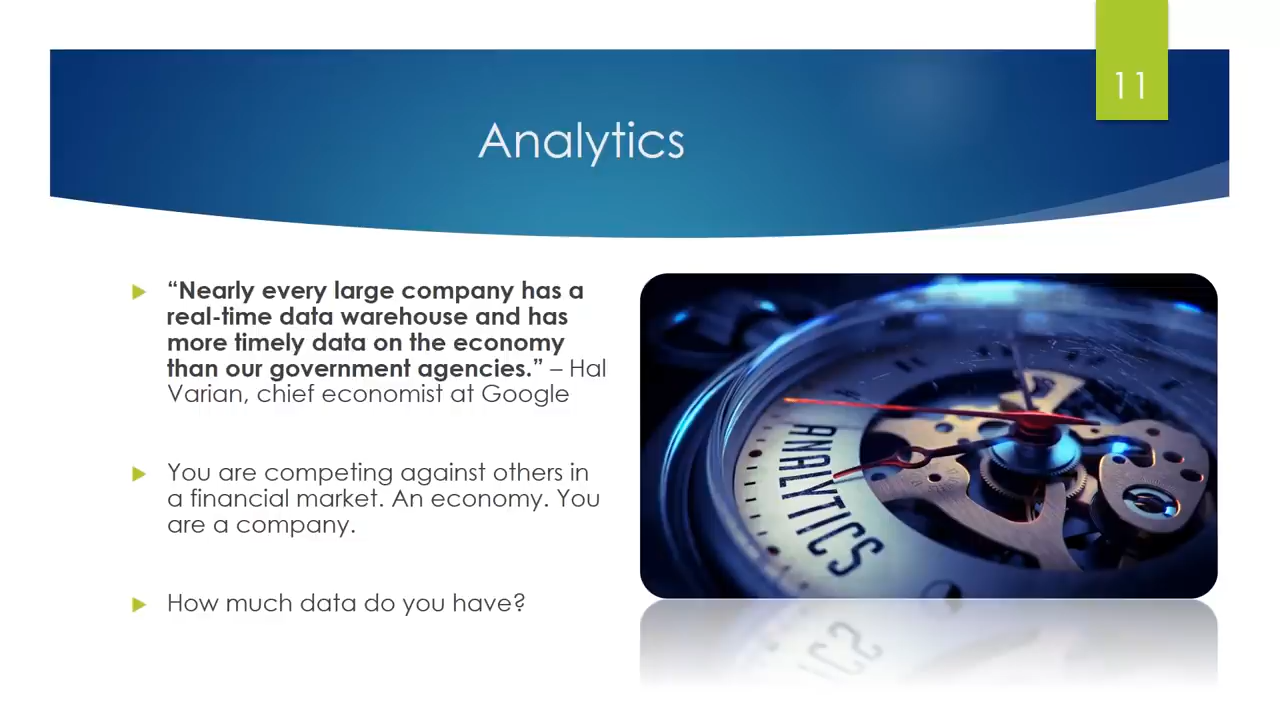 11
Analytics
“Nearly every large company has a
real-time data warehouse and has
more timely data on the economy
than our government agencies.” – Hal
Varian, chief economist at Google
You are competing against others in
a financial market. An economy. You
are a company.
How much data do you have?
ANALYTICS